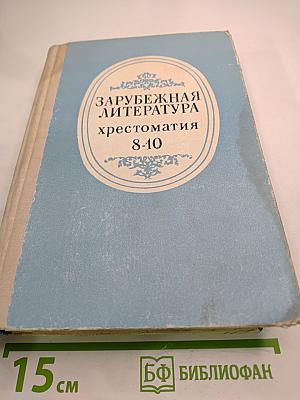 ЗАРУБЕЖНАЯ
ЛИТЕРАТУРА
хрестоматия
8-10
15 см
БФ БИБЛИОФАН